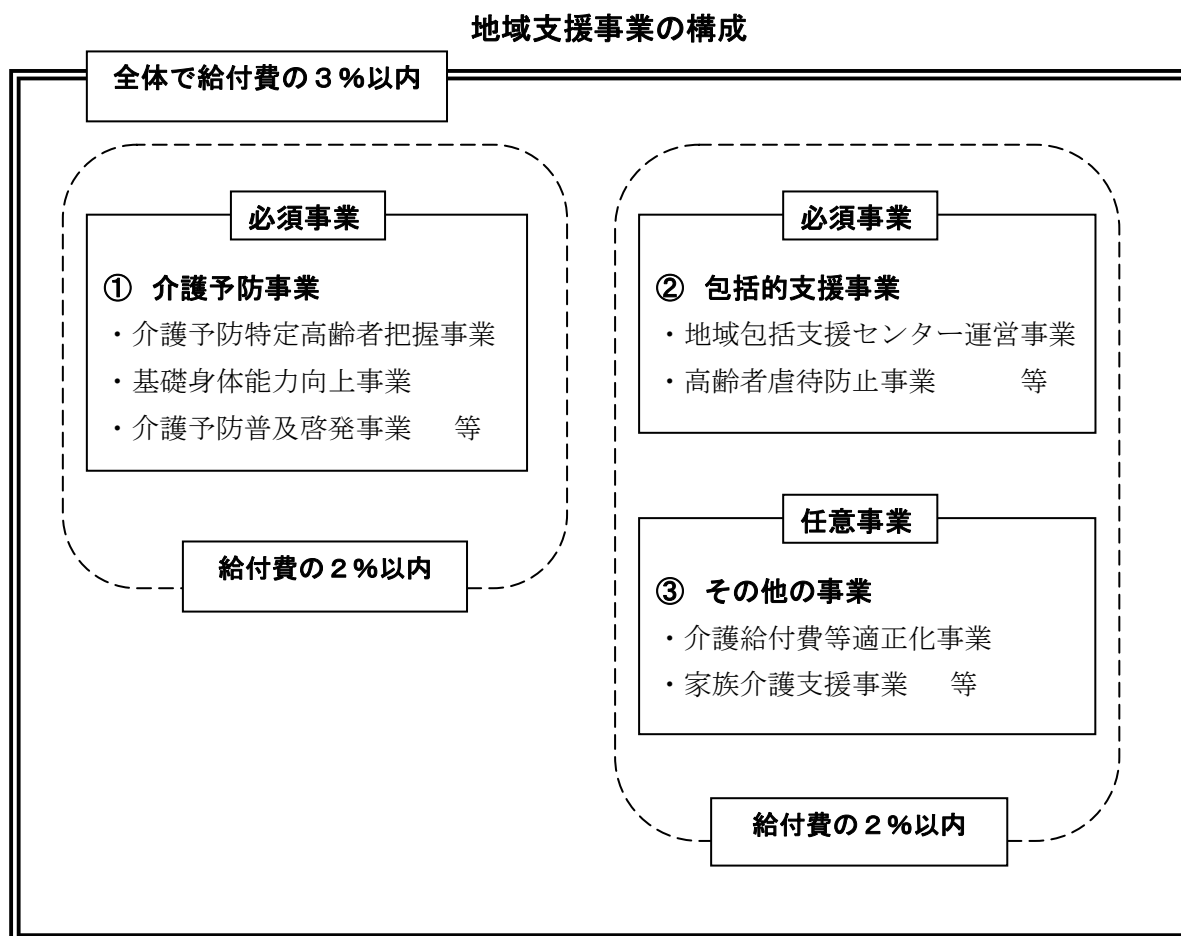 地域支援事業の構成
全体で給付費の３％以内
必須事業
① 介護予防事業
・介護予防特定高齢者把握事業
・基礎身体能力向上事業
・介護予防普及啓発事業　等
給付費の２％以内
必須事業
② 包括的支援事業
・地域包括支援センター運営事業
・高齢者虐待防止事業　　等
任意事業
③ その他の事業
・介護給付費等適正化事業
・家族介護支援事業　等
給付費の２％以内